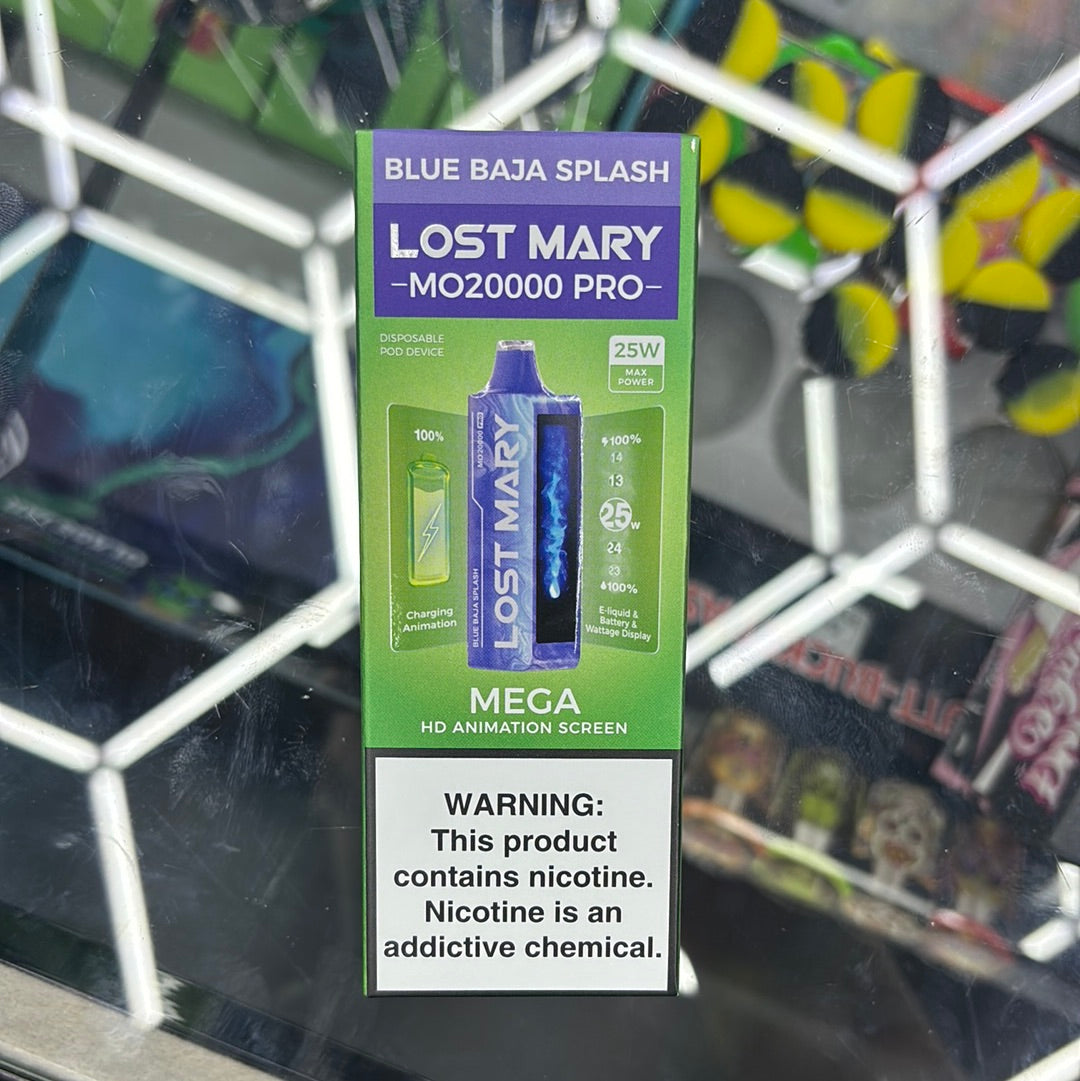 BLUE BAJA SPLASH
LOST MARY
-MO20000 PRO-
DISPOSABLE
POD DEVICE
25W
MAX
POWER
100%
Charging
Animation
MO20000 PRO
LOST MARY
BLUE BAJA SPLASH
100%
14
13
25W
24
23
100%
E-liquid &
Battery &
Wattage Display
MEGA
HD ANIMATION SCREEN
WARNING:
This product
contains nicotine.
Nicotine is an
addictive chemical.